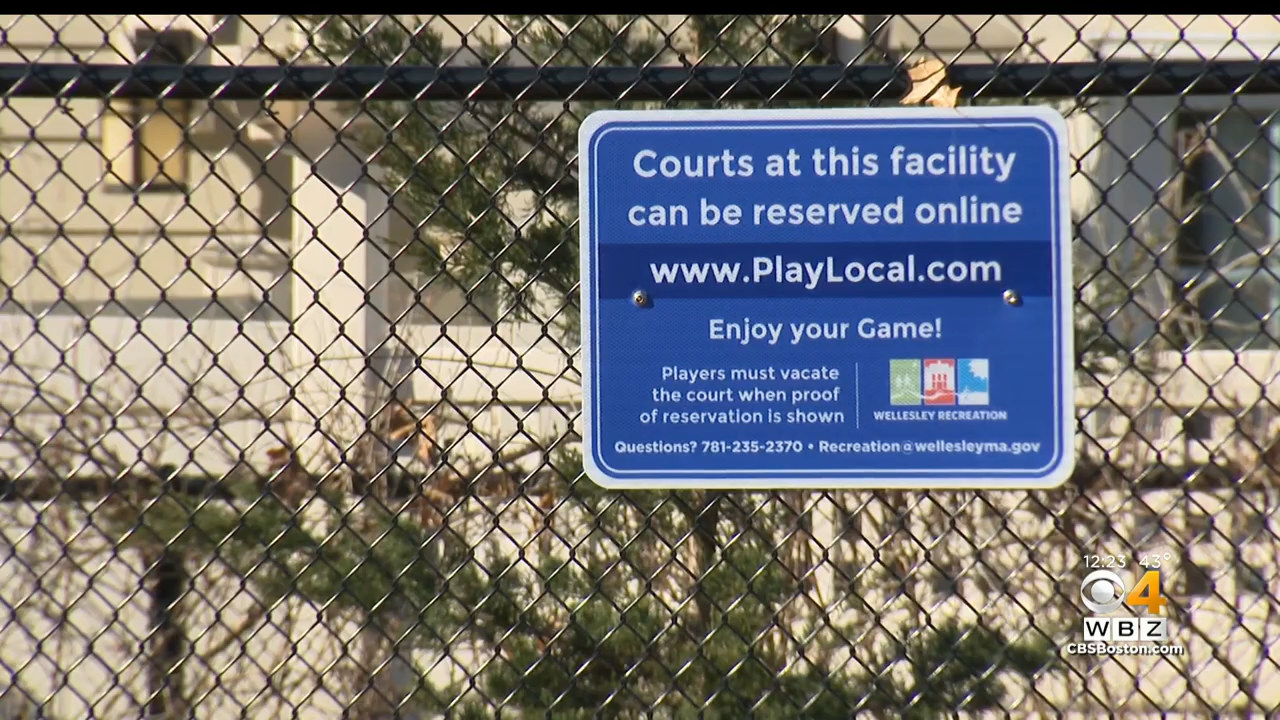 Courts at this facility
can be reserved online
www.PlayLocal.com
Enjoy your Game!
Players must vacate
the court when proof
of reservation is shown
WELLESLEY RECREATION
Questions? 781-235-2370 • Recreation@wellesleyma.gov
12:23 43°
4
WBZ
CBSBoston.com